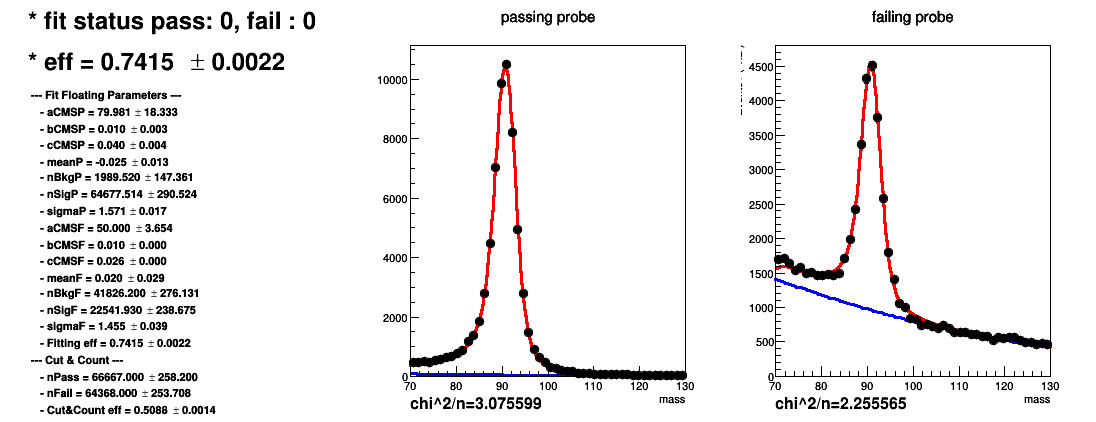 * fit status pass: 0, fail : 0
* eff = 0.7415 ± 0.0022
--- Fit Floating Parameters ---
- aCMSP = 79.981 ± 18.333
- bCMSP = 0.010 ± 0.003
- cCMSP = 0.040 ± 0.004
- meanP = -0.025 ± 0.013
- nBkgP = 1989.520 ± 147.361
- nSigP = 64677.514 ± 290.524
- sigmaP = 1.571 ± 0.017
- aCMSF = 50.000 ± 3.654
- bCMSF = 0.010 ± 0.000
- cCMSF = 0.026 ± 0.000
- meanF = 0.020 ± 0.029
- nBkgF = 41826.200 ± 276.131
- nSigF = 22541.930 ± 238.675
- sigmaF = 1.455 ± 0.039
- Fitting eff = 0.7415 ± 0.0022
--- Cut & Count ---
- nPass = 66667.000 ± 258.200
- nFail = 64368.000 ± 253.708
- Cut&Count eff = 0.5088 ± 0.0014
passing probe
10000
8000
6000
4000
2000
0
70 80 90 100 110 120 130
mass
chi^2/n=3.075599
failing probe
4500
4000
3500
3000
2500
2000
1500
1000
500
0
70 80 90 100 110 120 130
mass
chi^2/n=2.255565